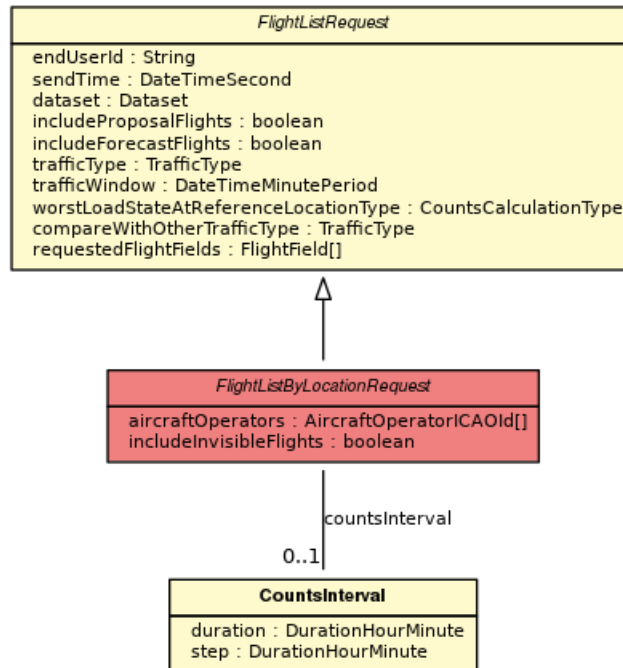 FlightListRequest
endUserId : String
sendTime : DateTimeSecond
dataset : Dataset
includeProposalFlights : boolean
includeForecastFlights : boolean
trafficType : TrafficType
trafficWindow : DateTimeMinutePeriod
worstLoadStateAtReferenceLocationType : CountsCalculationType
compareWithOtherTrafficType : TrafficType
requestedFlightFields : FlightField[]
FlightListByLocationRequest
aircraftOperators : AircraftOperatorICAOId[]
includeInvisibleFlights : boolean
countsInterval
0..1
CountsInterval
duration : DurationHourMinute
step : DurationHourMinute